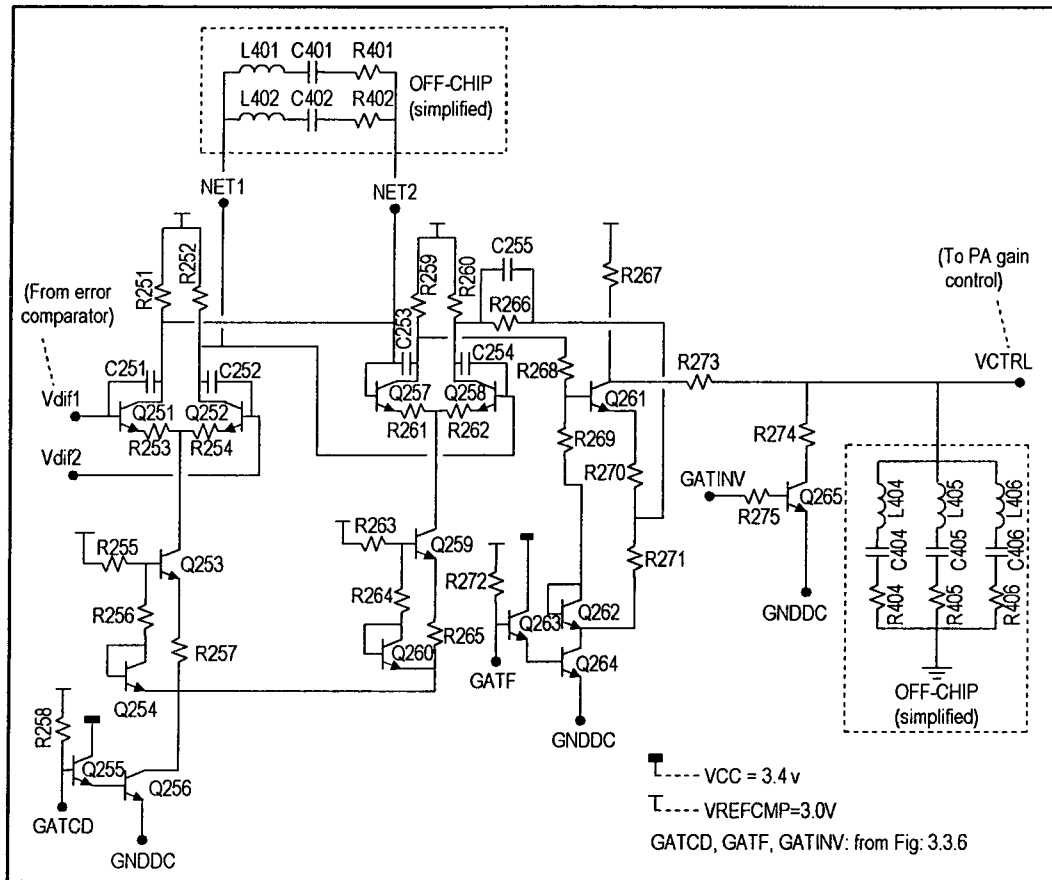 L401 C401 R401
L402 C402 R402
OFF-CHIP
(simplified)
NET1
NET2
R251
R252
(From error
comparator)
C251
C252
Vdif1
Q251
Q252
R253
R254
Vdif2
R259
R260
C255
R266
C253
C254
Q257
Q258
R261
R262
R267
R268
Q261
R269
R270
R271
(To PA gain
control)
R273
VCTRL
R274
GATINV
R275
Q265
GNDDC
L404
L405
L406
C404
C405
C406
R404
R405
R406
OFF-CHIP
(simplified)
R255
Q253
R256
R257
Q254
R263
Q259
R264
R265
Q260
R272
Q263
Q262
Q264
GATF
GNDDC
R258
Q255
Q256
GATCD
GNDDC
VCC = 3.4 v
VREFCMP=3.0V
GATCD, GATF, GATINV: from Fig: 3.3.6